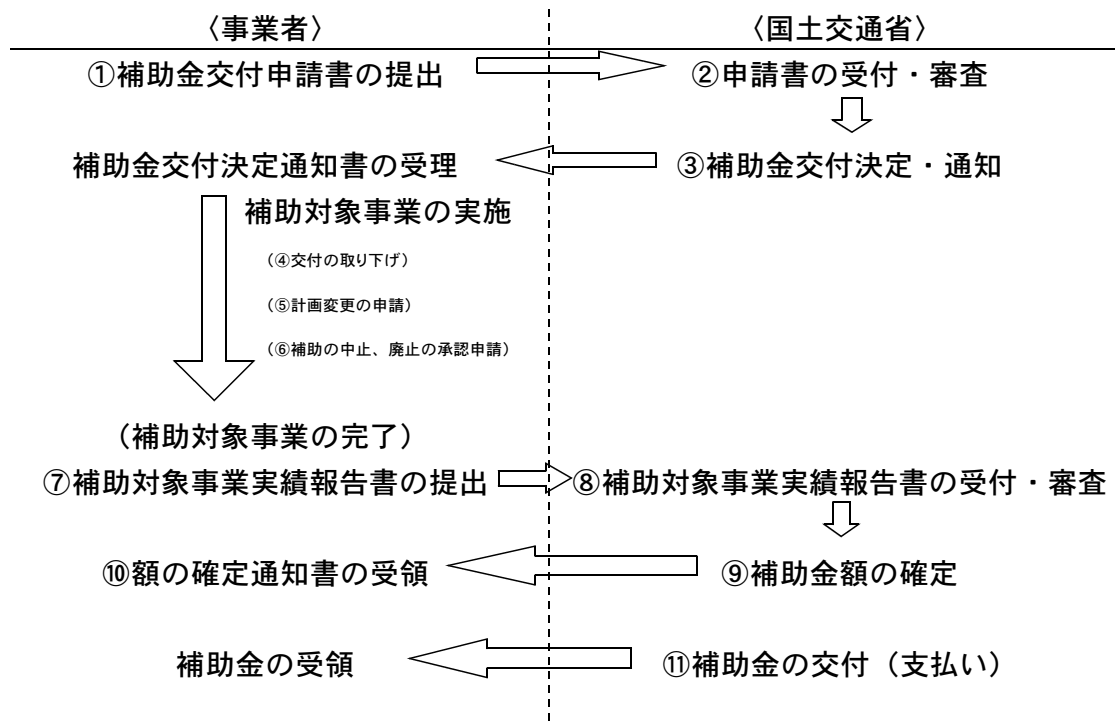 〈事業者〉 〈国土交通省〉
①補助金交付申請書の提出 ②申請書の受付・審査
補助金交付決定通知書の受理 ③補助金交付決定・通知
補助対象事業の実施
（④交付の取り下げ）
（⑤計画変更の申請）
（⑥補助の中止、廃止の承認申請）
（補助対象事業の完了）
⑦補助対象事業実績報告書の提出 ⑧補助対象事業実績報告書の受付・審査
⑩額の確定通知書の受領 ⑨補助金額の確定
補助金の受領 ⑪補助金の交付（支払い）